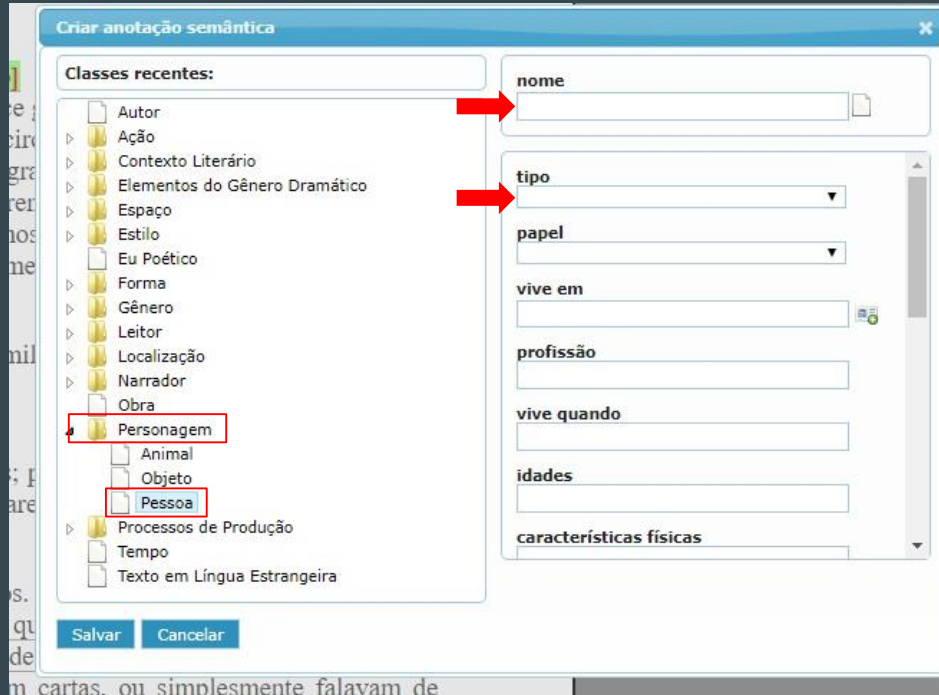 Criar anotação semântica
Classes recentes:
Autor
Ação
Contexto Literário
Elementos do Gênero Dramático
Espaço
Estilo
Eu Poético
Forma
Gênero
Leitor
Localização
Narrador
Obra
Personagem
Animal
Objeto
Pessoa
Processos de Produção
Tempo
Texto em Língua Estrangeira
nome
tipo
papel
vive em
profissão
vive quando
idades
características físicas
Salvar
Cancelar
m cartas, ou simplesmente falavam de